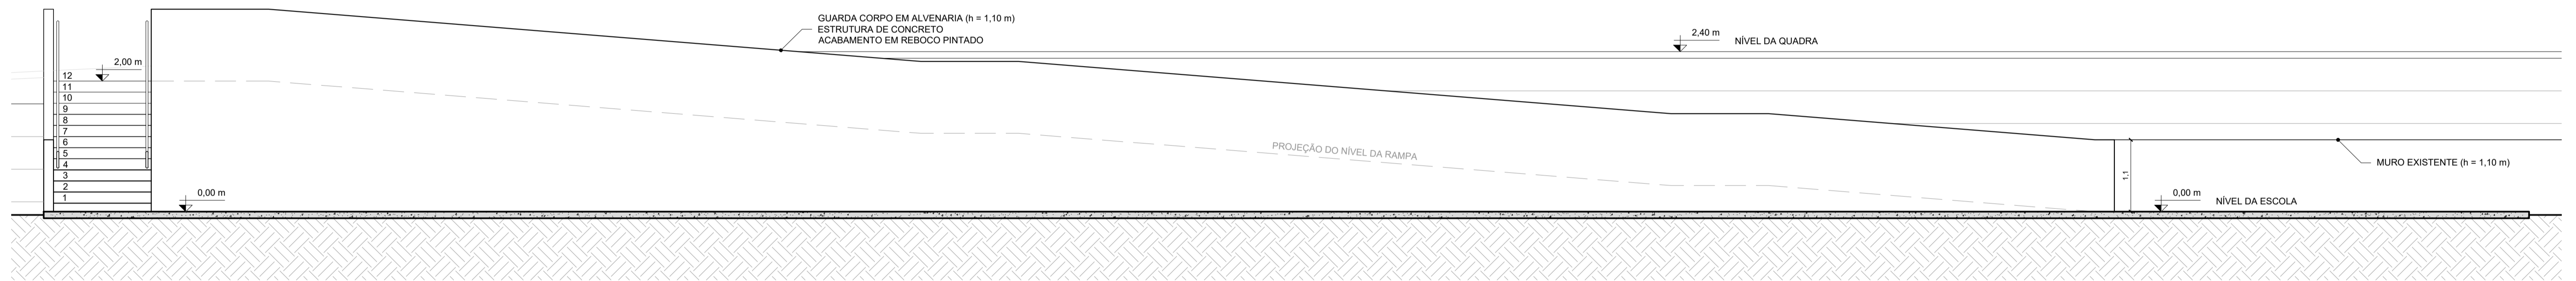 GUARDA CORPO EM ALVENARIA (h = 1,10 m)
ESTRUTURA DE CONCRETO
ACABAMENTO EM REBOCO PINTADO
2,40 m
NÍVEL DA QUADRA
2,00 m
12
11
10
9
8
7
6
5
4
3
2
1
PROJEÇÃO DO NÍVEL DA RAMPA
MURO EXISTENTE (h = 1,10 m)
1,1
0,00 m
0,00 m
NÍVEL DA ESCOLA